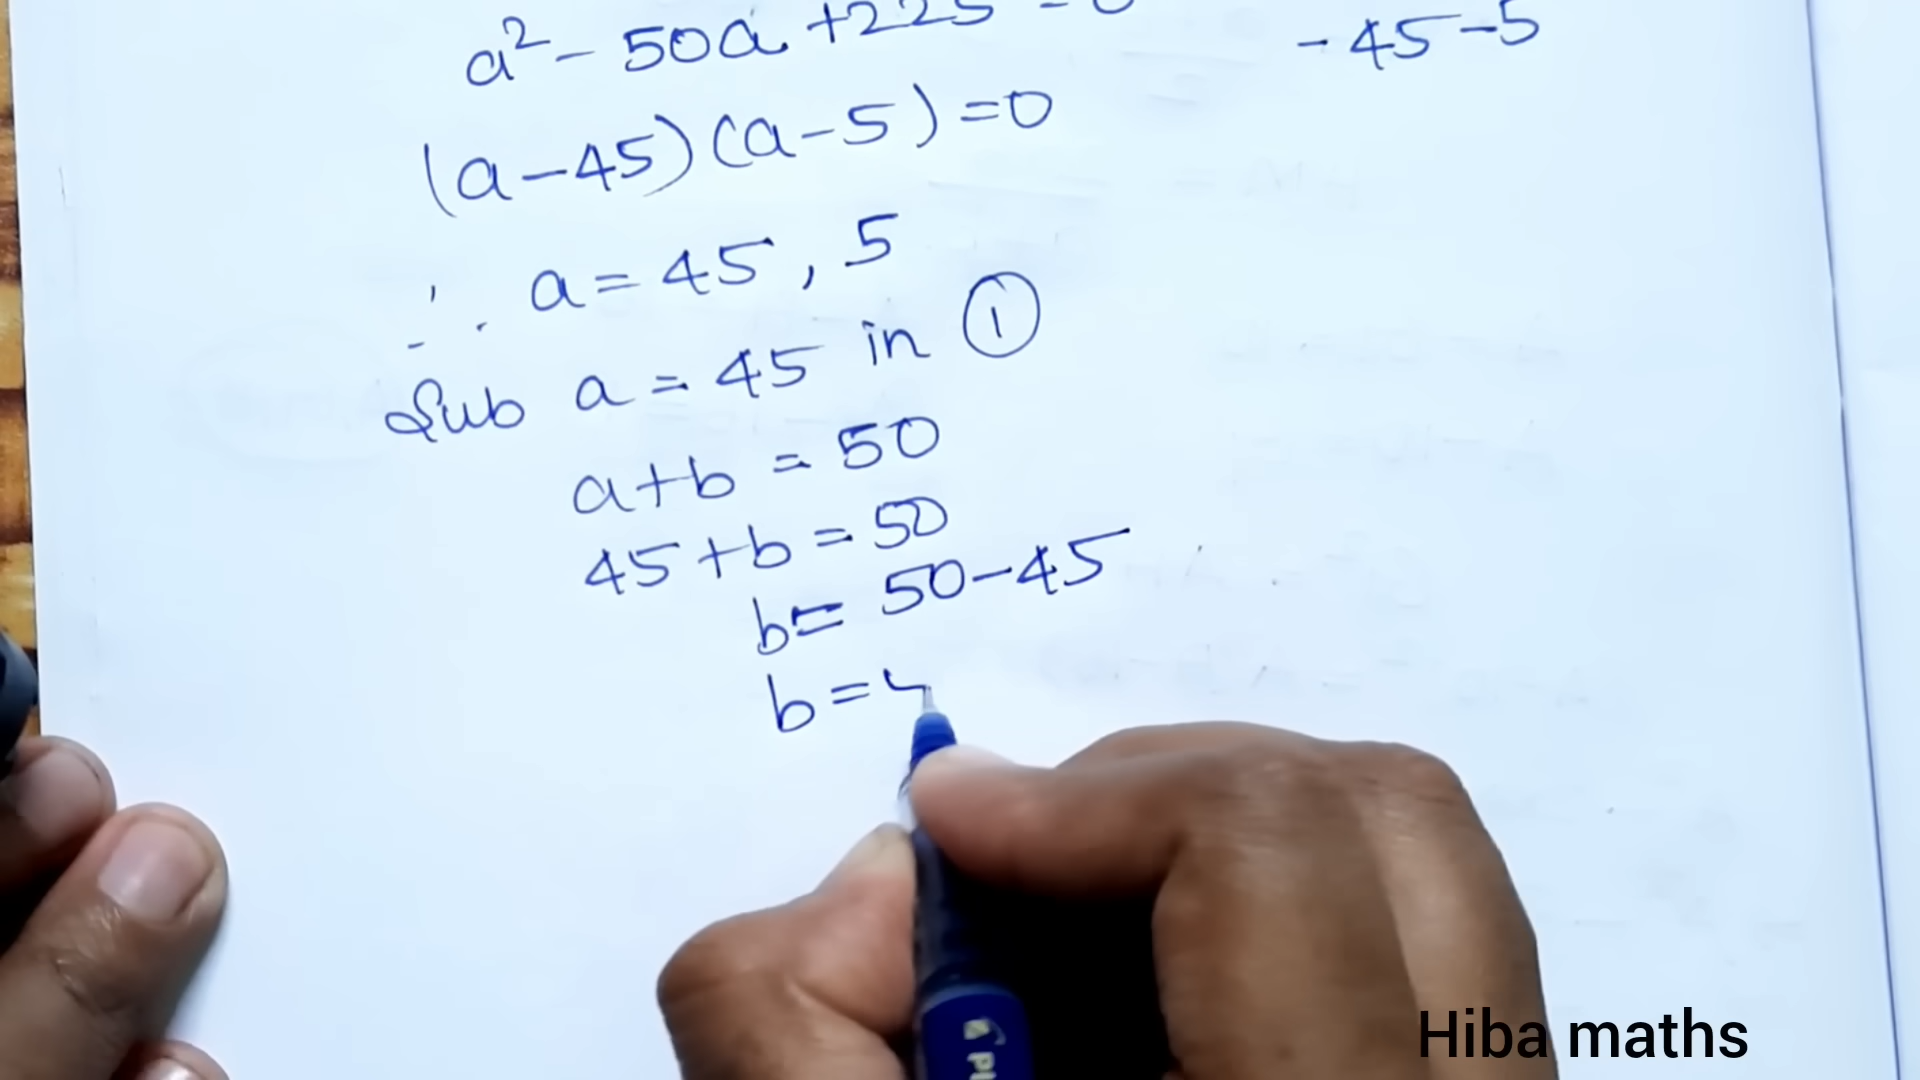 a² - 50a + 225 = 0
- 45 - 5
(a - 45) (a - 5) = 0
∴ a = 45, 5
Sub a = 45 in ①
a + b = 50
45 + b = 50
b = 50 - 45
b =
Hiba maths